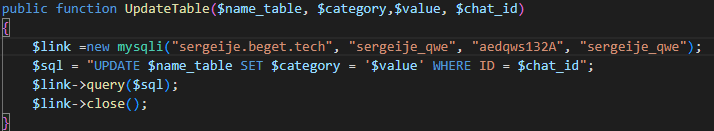 public function UpdateTable($name_table, $category,$value, $chat_id)
{
$link =new mysqli("sergeije.beget.tech", "sergeije_qwe", "aedqws132A", "sergeije_qwe");
$sql = "UPDATE $name_table SET $category = '$value' WHERE ID = $chat_id";
$link->query($sql);
$link->close();
}